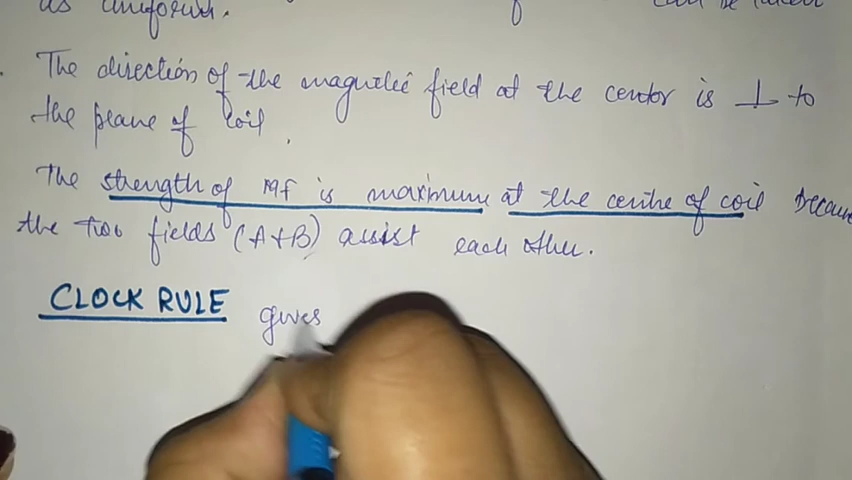 as uniform.
The direction of the magnetic field at the center is ⊥ to
the plane of coil.
The strength of MF is maximum at the centre of coil because
the two fields (A+B) assist each other.
CLOCK RULE gives